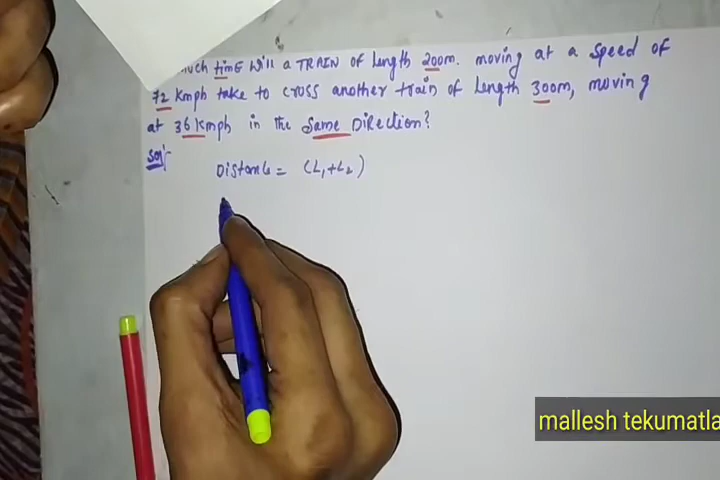 much time will a TRAIN of length 200m. moving at a speed of
72 kmph take to cross another train of length 300m, moving
at 36 kmph in the same Direction?
Sol:
Distance = (L₁+L₂)
mallesh tekumatla